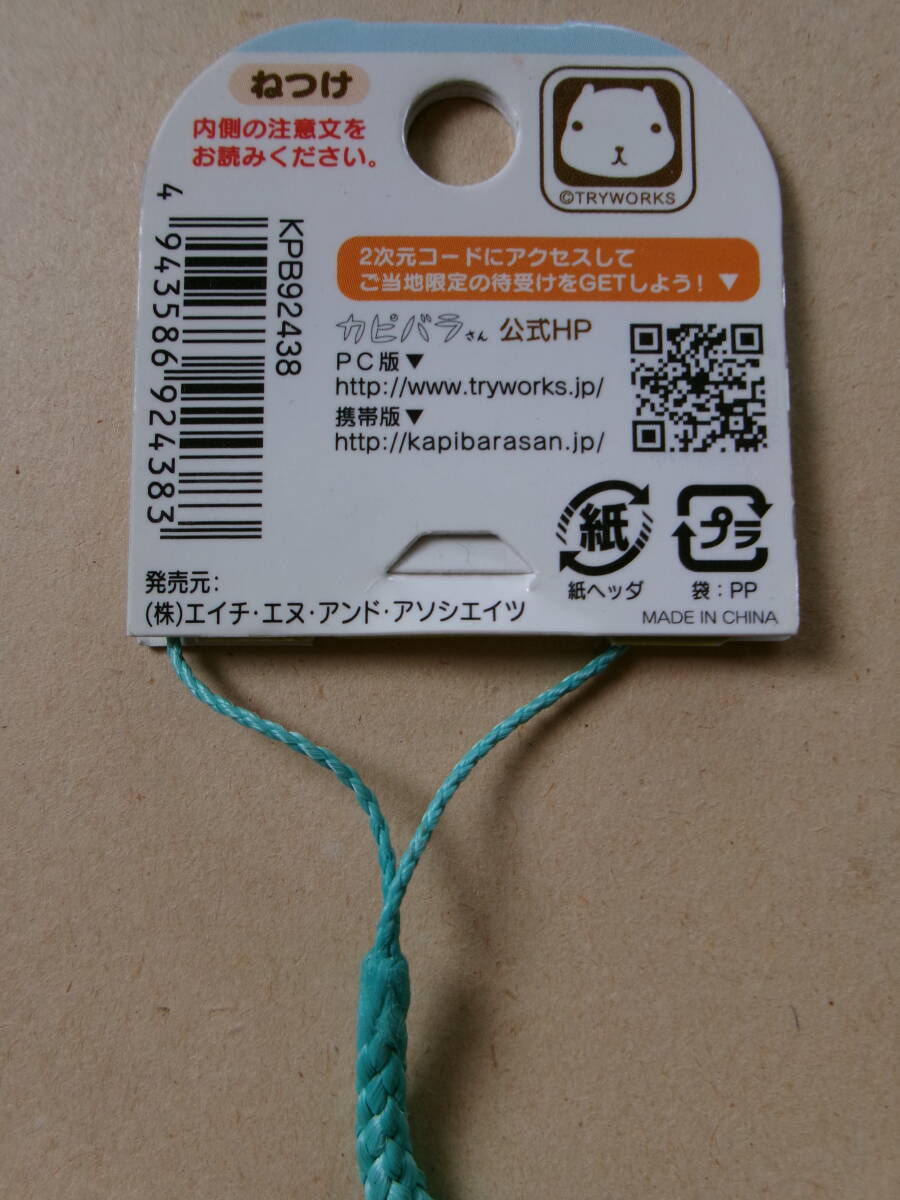 ねつけ
内側の注意文を
お読みください。
©TRYWORKS
4 943586 924383
KPB92438
2次元コードにアクセスして
ご当地限定の待受けをGETしよう！▼
カピバラさん 公式HP
PC版▼
http://www.tryworks.jp/
携帯版▼
http://kapibarasan.jp/
紙
紙ヘッダ
プラ
袋：PP
発売元：
(株)エイチ・エヌ・アンド・アソシエイツ
MADE IN CHINA